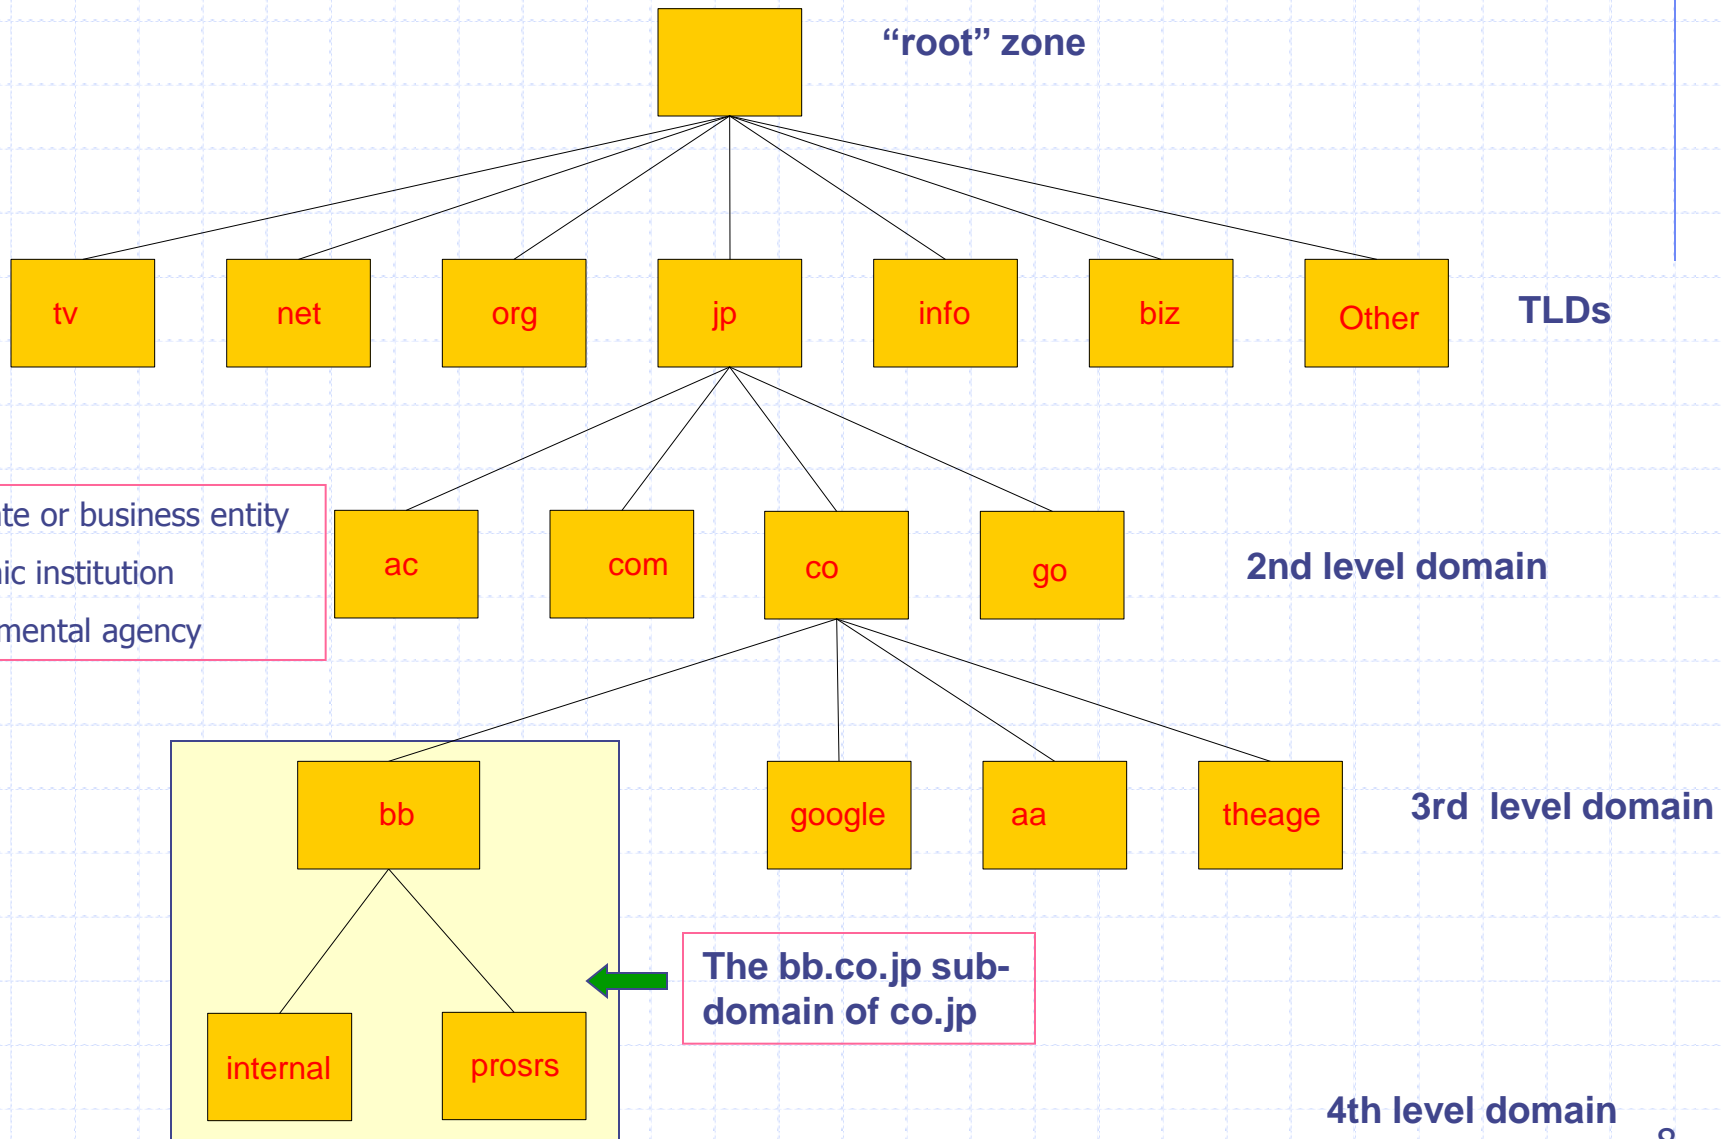 “root” zone
tv
net
org
jp
info
biz
Other
TLDs
te or business entity
ic institution
mental agency
ac
com
co
go
2nd level domain
bb
google
aa
theage
3rd level domain
The bb.co.jp sub-
domain of co.jp
internal
prosrs
4th level domain